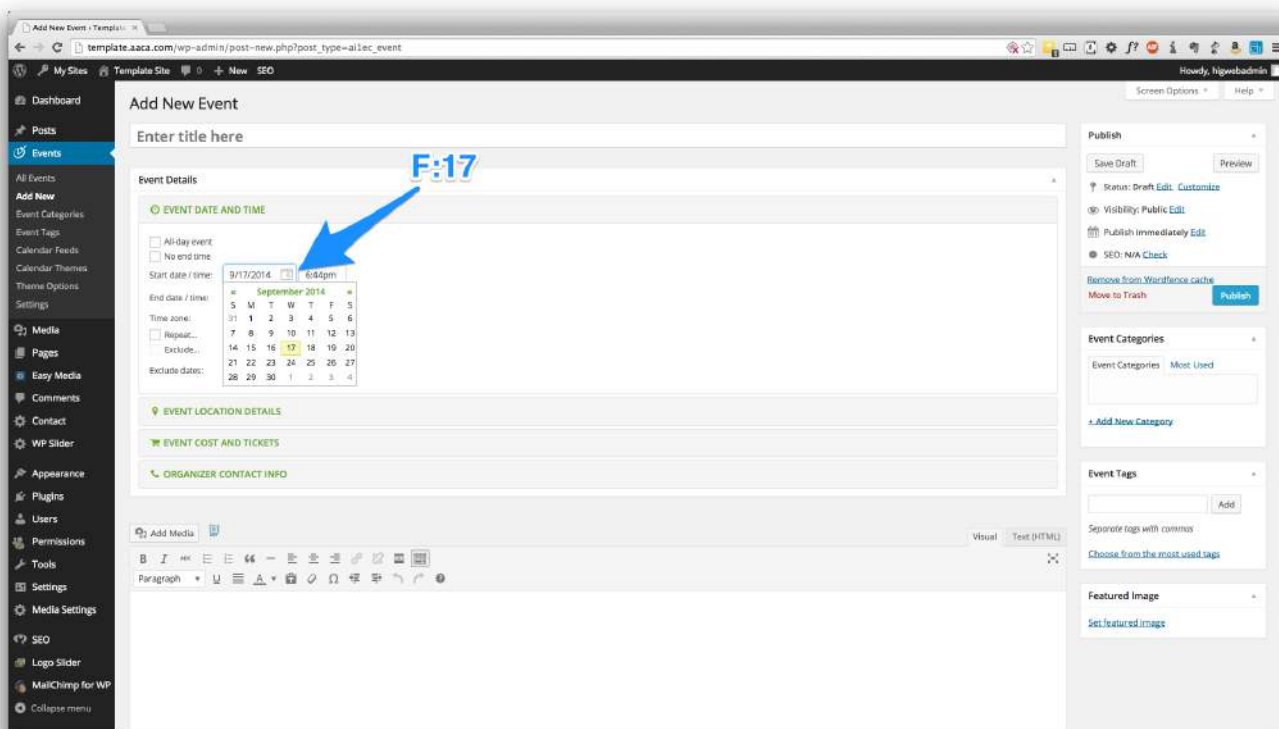 Add New Event ‹ Templat
template.aaca.com/wp-admin/post-new.php?post_type=ai1ec_event
My Sites Template Site 0 + New SEO Howdy, higwebadmin
Screen Options Help
Dashboard
Posts
Events
All Events
Add New
Event Categories
Event Tags
Calendar Feeds
Calendar Themes
Theme Options
Settings
Media
Pages
Easy Media
Comments
Contact
WP Slider
Appearance
Plugins
Users
Permissions
Tools
Settings
Media Settings
SEO
Logo Slider
MailChimp for WP
Collapse menu
Add New Event
Enter title here
F:17
Event Details
EVENT DATE AND TIME
All-day event
No end time
Start date / time: 9/17/2014 6:44pm
End date / time:
Time zone:
Repeat...
Exclude...
Exclude dates:
« September 2014 »
S M T W T F S
31 1 2 3 4 5 6
7 8 9 10 11 12 13
14 15 16 17 18 19 20
21 22 23 24 25 26 27
28 29 30 1 2 3 4
EVENT LOCATION DETAILS
EVENT COST AND TICKETS
ORGANIZER CONTACT INFO
Add Media
Visual Text (HTML)
B I ABC
Paragraph U A Ω
Publish
Save Draft Preview
Status: Draft Edit Customize
Visibility: Public Edit
Publish immediately Edit
SEO: N/A Check
Remove from Wordfence cache
Move to Trash Publish
Event Categories
Event Categories Most Used
+ Add New Category
Event Tags
Add
Separate tags with commas
Choose from the most used tags
Featured Image
Set featured image